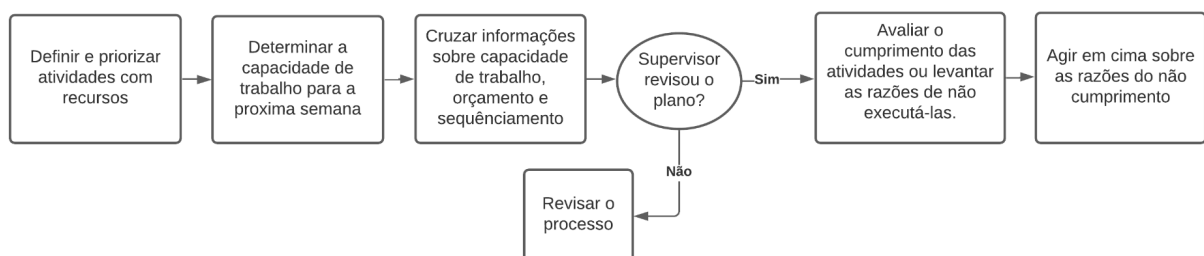 Definir e priorizar
atividades com
recursos
Determinar a
capacidade de
trabalho para a
proxima semana
Cruzar informações
sobre capacidade
de trabalho,
orçamento e
sequênciamento
Supervisor
revisou o
plano?
Sim
Avaliar o
cumprimento das
atividades ou levantar
as razões de não
executá-las.
Agir em cima sobre
as razões do não
cumprimento
Não
Revisar o
processo